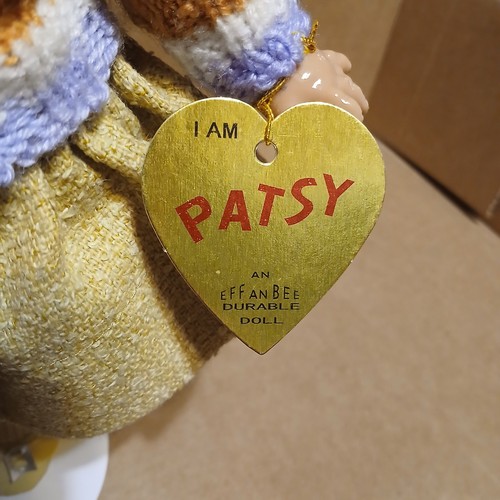 I AM
PATSY
AN
EFFANBEE
DURABLE
DOLL